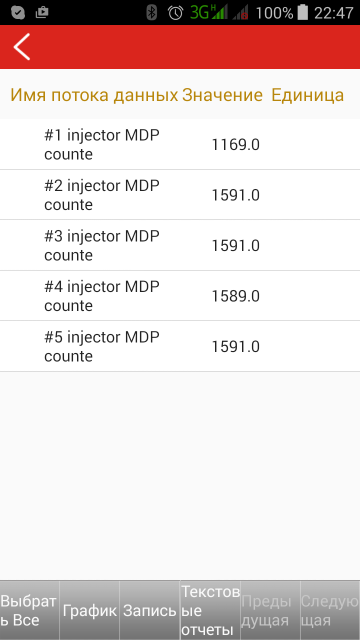 3G H 100% 22:47
Имя потока данных Значение Единица
#1 injector MDP
counte
1169.0
#2 injector MDP
counte
1591.0
#3 injector MDP
counte
1591.0
#4 injector MDP
counte
1589.0
#5 injector MDP
counte
1591.0
Выбрат
ь Все
График
Запись
Текстов
ые
отчеты
Преды
дущая
Следую
щая